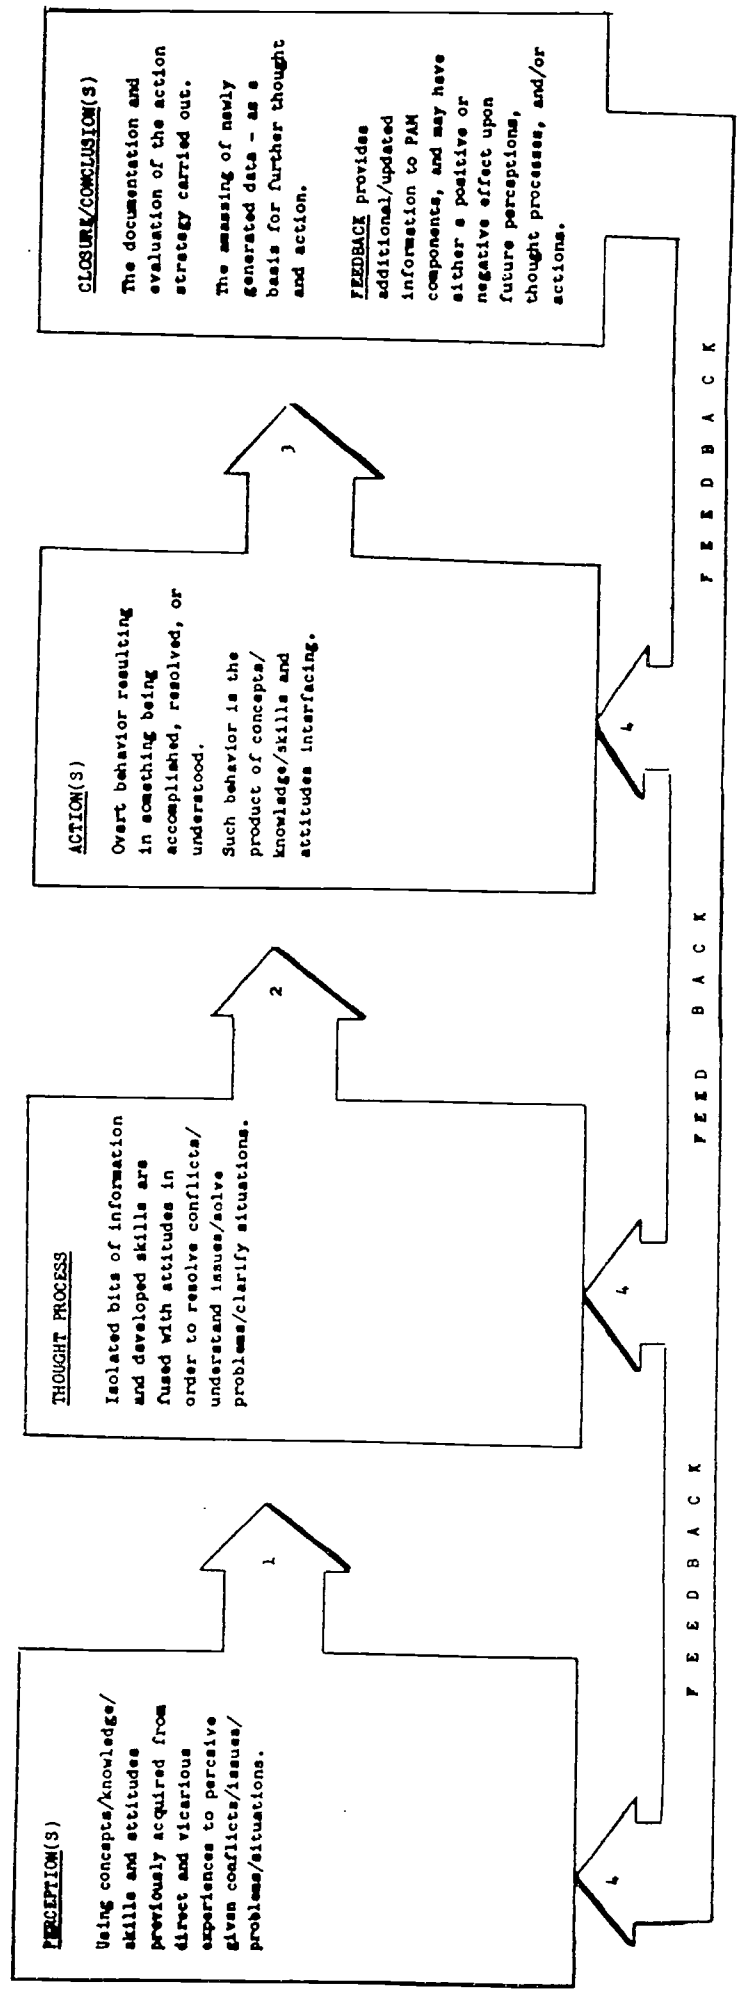 PERCEPTION(S)
Using concepts/knowledge/
skills and attitudes
previously acquired from
direct and vicarious
experiences to perceive
given conflicts/issues/
problems/situations.
1
THOUGHT PROCESS
Isolated bits of information
and developed skills are
fused with attitudes in
order to resolve conflicts/
understand issues/solve
problems/clarify situations.
2
ACTION(S)
Overt behavior resulting
in something being
accomplished, resolved, or
understood.
Such behavior is the
product of concepts/
knowledge/skills and
attitudes interfacing.
3
CLOSURE/CONCLUSION(S)
The documentation and
evaluation of the action
strategy carried out.
The amassing of newly
generated data - as a
basis for further thought
and action.
FEEDBACK provides
additional/updated
information to PAM
components, and may have
either a positive or
negative effect upon
future perceptions,
thought processes, and/or
actions.
4
4
4
F E E D B A C K
F E E D B A C K
F E E D B A C K